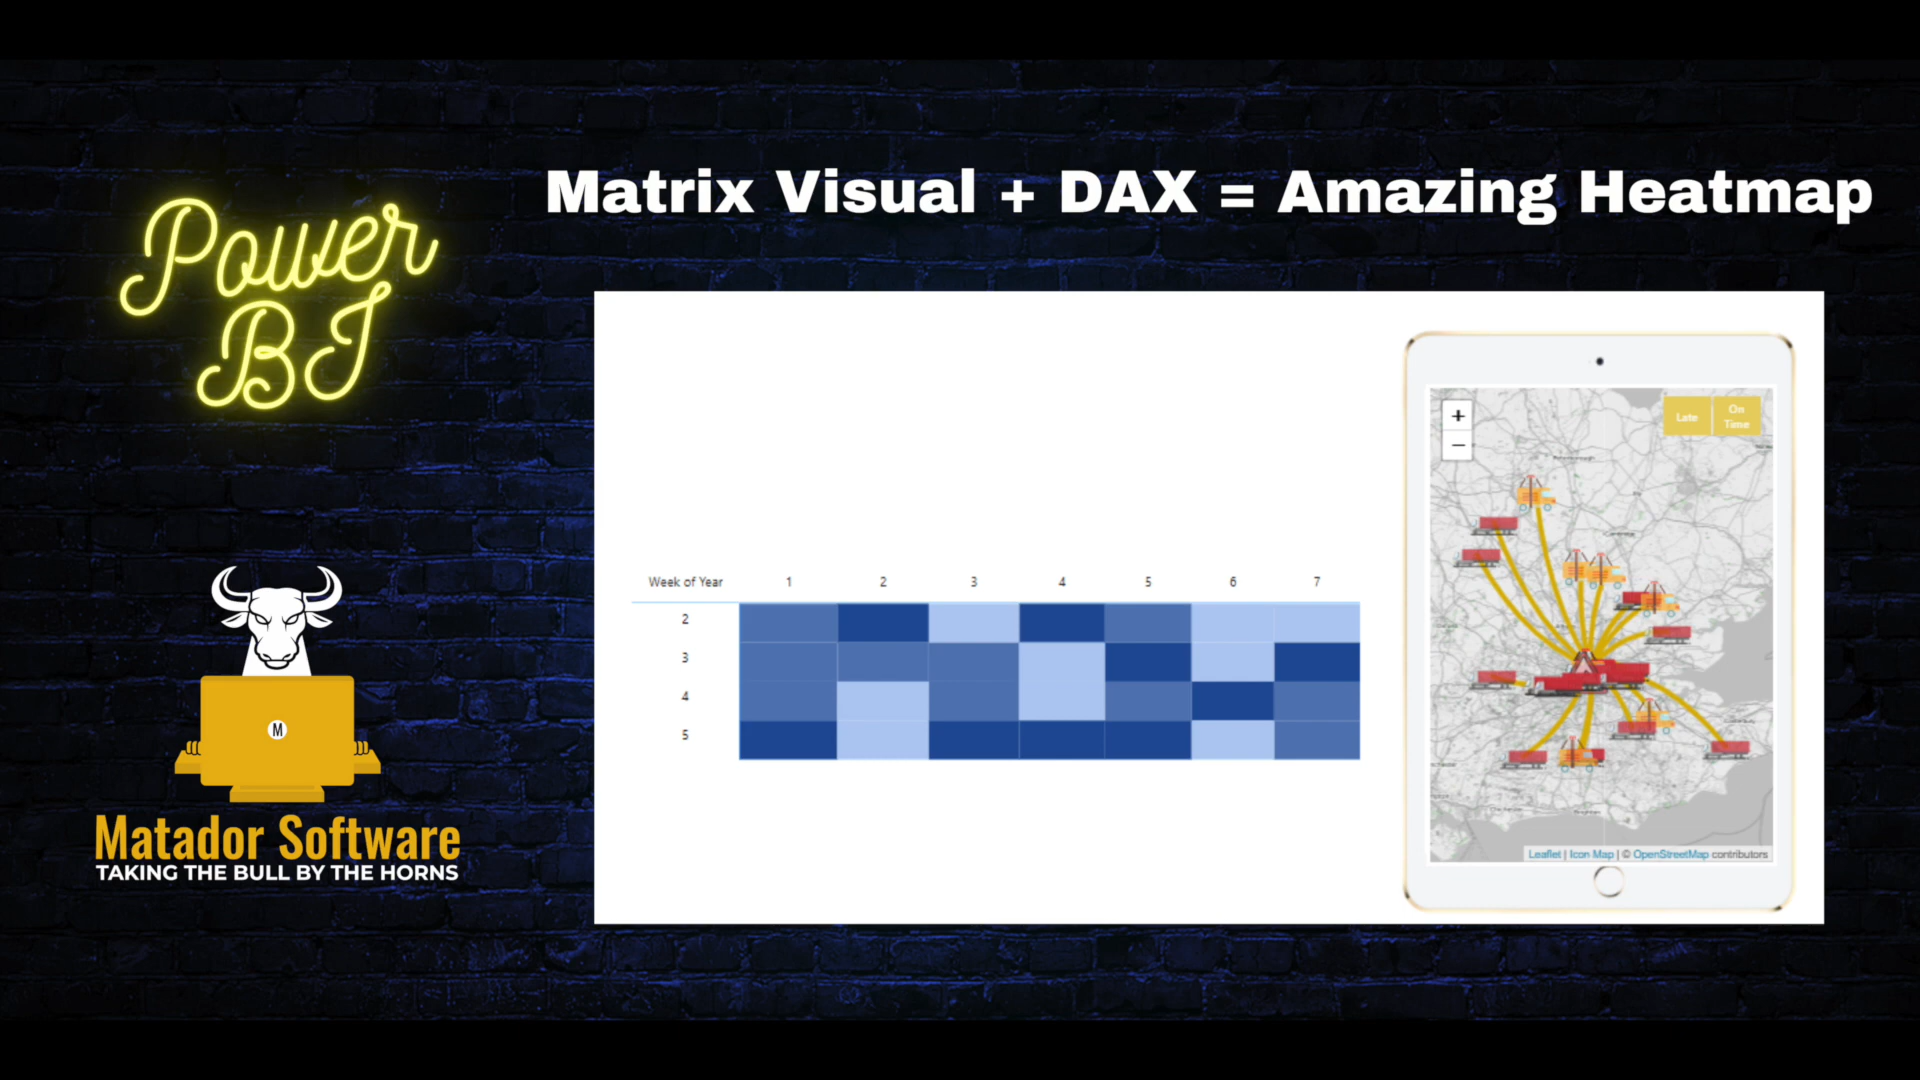 Matrix Visual + DAX = Amazing Heatmap
Power
BI
M
Matador Software
TAKING THE BULL BY THE HORNS
Week of Year 1 2 3 4 5 6 7
2
3
4
5
+
−
Late
On
Time
Leaflet | Icon Map | © OpenStreetMap contributors